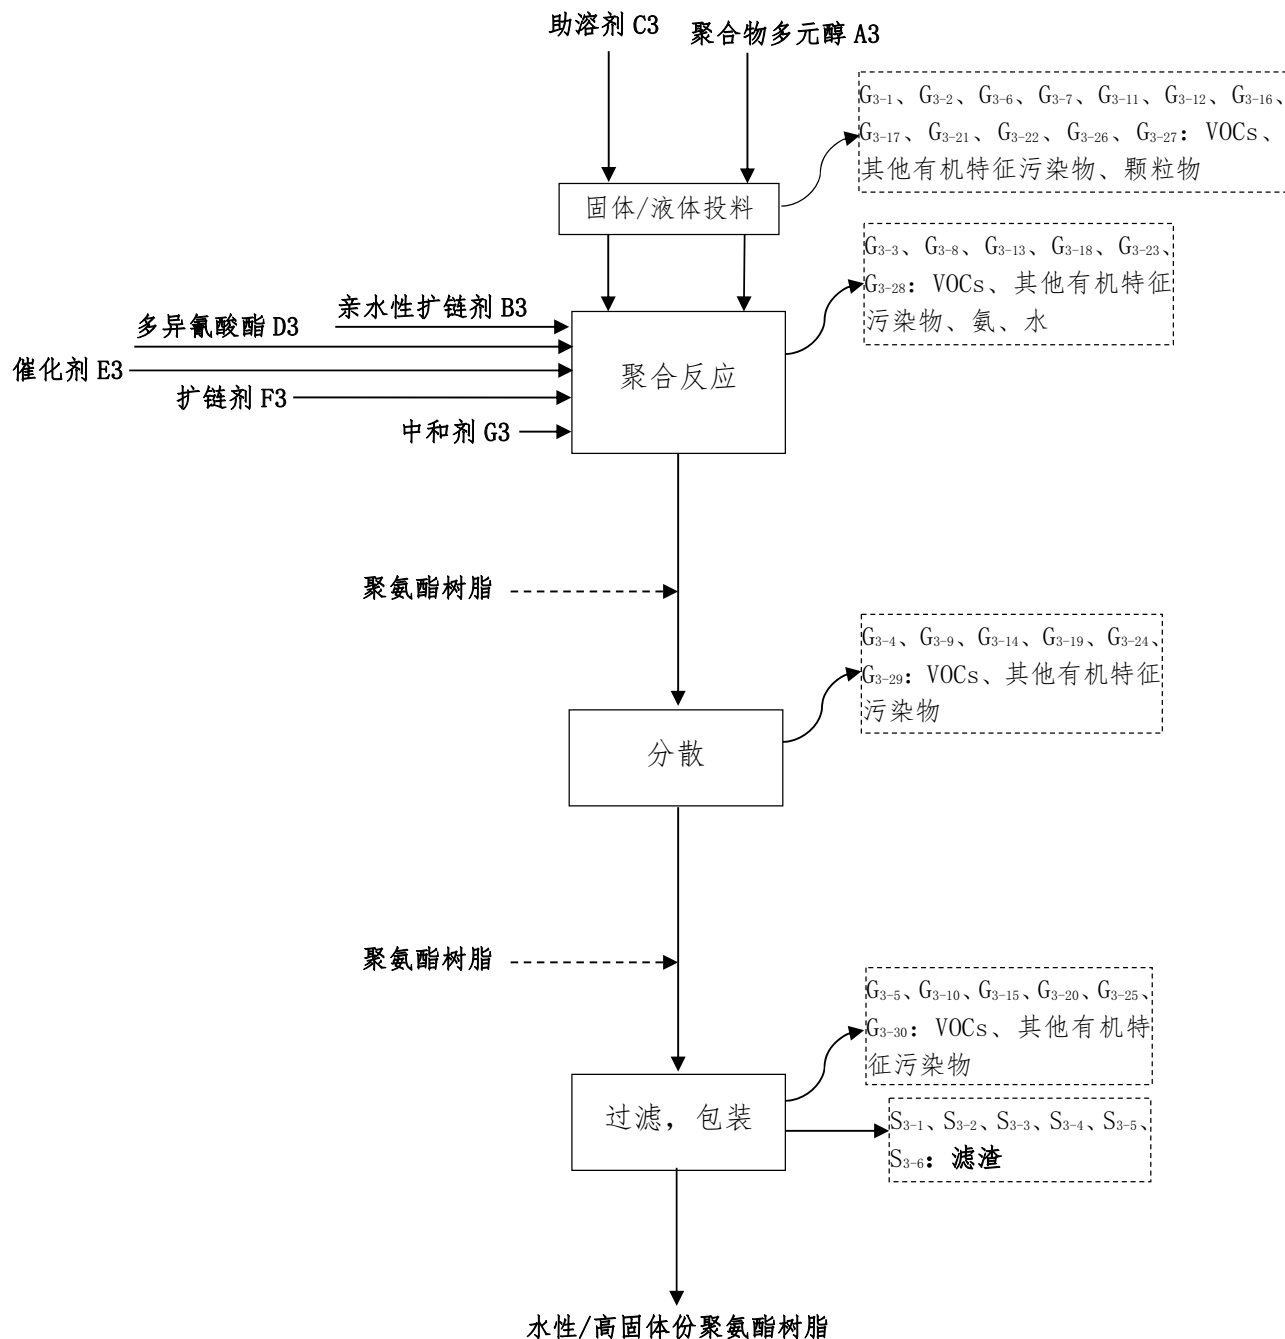 助溶剂 C3
聚合物多元醇 A3
G3-1、G3-2、G3-6、G3-7、G3-11、G3-12、G3-16、
G3-17、G3-21、G3-22、G3-26、G3-27：VOCs、
其他有机特征污染物、颗粒物
固体/液体投料
G3-3、G3-8、G3-13、G3-18、G3-23、
G3-28：VOCs、其他有机特征
污染物、氨、水
亲水性扩链剂 B3
多异氰酸酯 D3
催化剂 E3
扩链剂 F3
中和剂 G3
聚合反应
聚氨酯树脂
G3-4、G3-9、G3-14、G3-19、G3-24、
G3-29：VOCs、其他有机特征
污染物
分散
聚氨酯树脂
G3-5、G3-10、G3-15、G3-20、G3-25、
G3-30：VOCs、其他有机特
征污染物
过滤，包装
S3-1、S3-2、S3-3、S3-4、S3-5、
S3-6：滤渣
水性/高固体份聚氨酯树脂